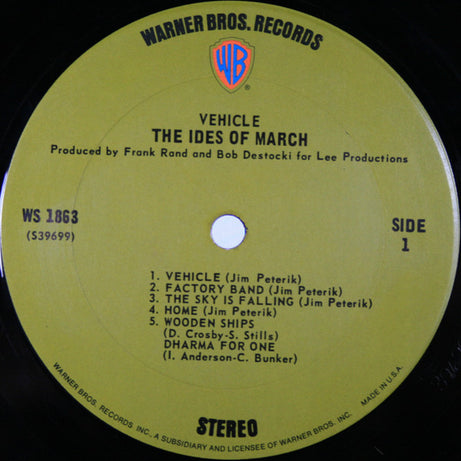 WARNER BROS. RECORDS
WB
®
VEHICLE
THE IDES OF MARCH
Produced by Frank Rand and Bob Destocki for Lee Productions
WS 1863
(S39699)
SIDE
1
1. VEHICLE (Jim Peterik)
2. FACTORY BAND (Jim Peterik)
3. THE SKY IS FALLING (Jim Peterik)
4. HOME (Jim Peterik)
5. WOODEN SHIPS
(D. Crosby-S. Stills)
DHARMA FOR ONE
(I. Anderson-C. Bunker)
STEREO
WARNER BROS. RECORDS INC., A SUBSIDIARY AND LICENSEE OF WARNER BROS. INC.
MADE IN U.S.A.